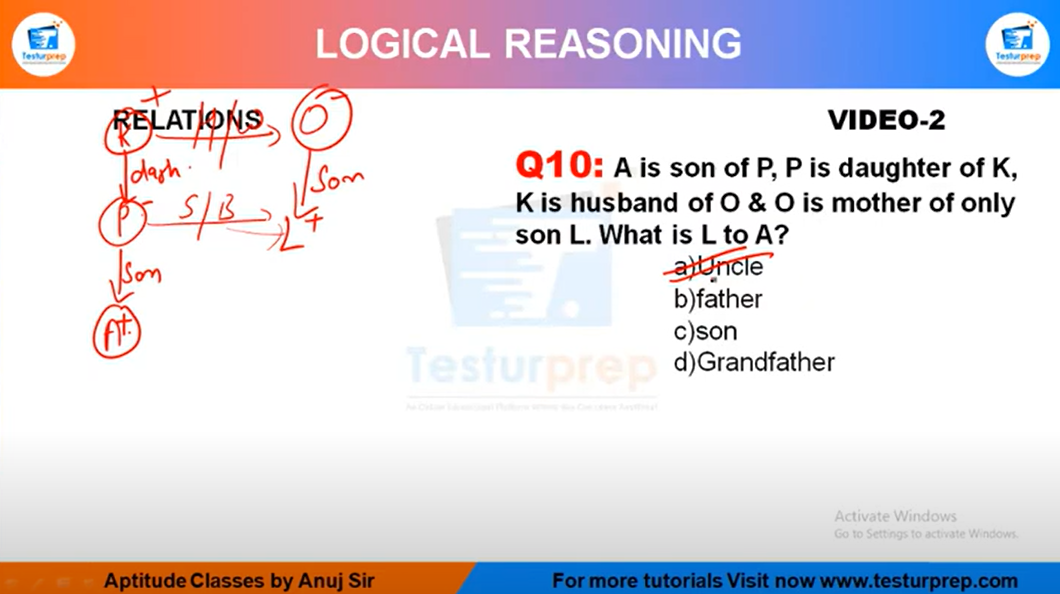 LOGICAL REASONING
Testurprep
Testurprep
RELATIONS
VIDEO-2
Q10: A is son of P, P is daughter of K,
K is husband of O & O is mother of only
son L. What is L to A?
a)Uncle
b)father
c)son
d)Grandfather
K + H/W O -
daugh.
Son
P - S/B L +
Son
A+
Testurprep
Activate Windows
Go to Settings to activate Windows.
Aptitude Classes by Anuj Sir
For more tutorials Visit now www.testurprep.com